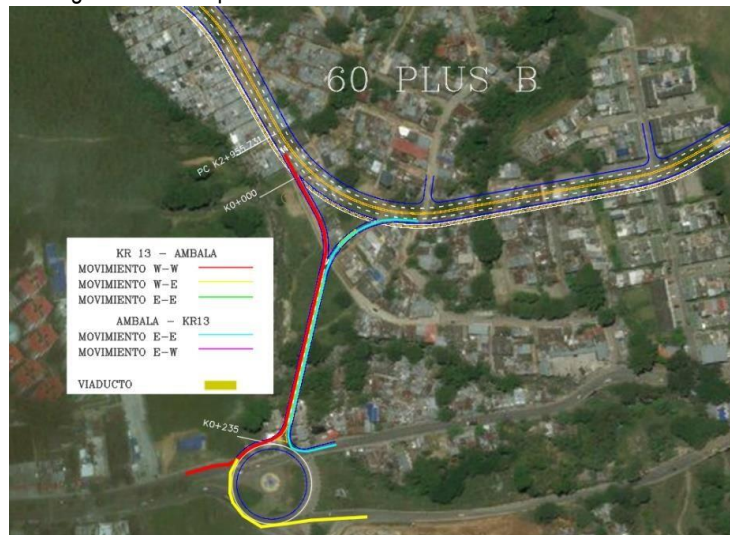 60 PLUS B
PC K2+955.731
K0+000
KR 13 - AMBALA
MOVIMIENTO W-W
MOVIMIENTO W-E
MOVIMIENTO E-E
AMBALA - KR13
MOVIMIENTO E-E
MOVIMIENTO E-W
VIADUCTO
K0+235